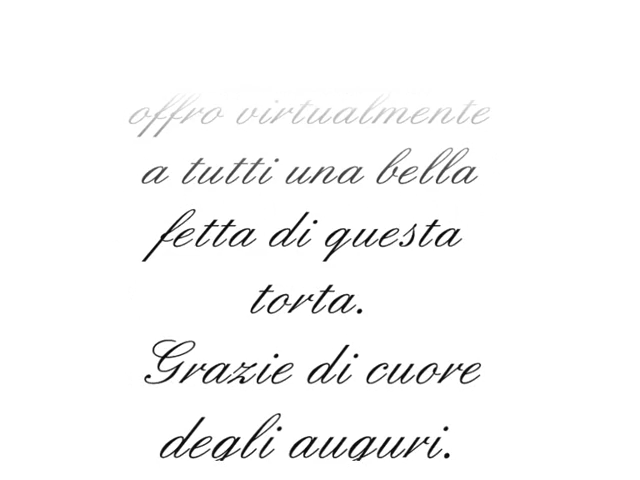 offro virtualmente
a tutti una bella
fetta di questa
torta.
Grazie di cuore
degli auguri.